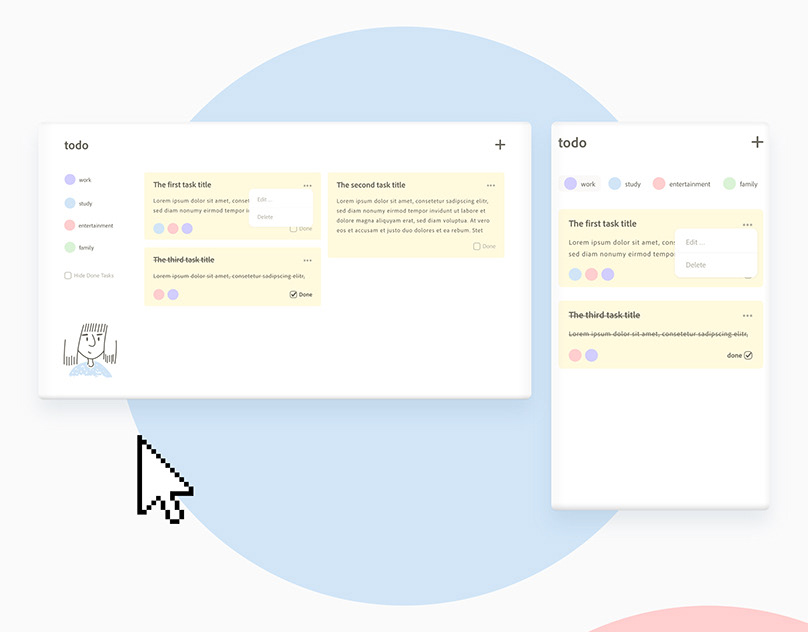 todo
work
study
entertainment
family
Hide Done Tasks
The first task title
Lorem ipsum dolor sit amet,
sed diam nonumy eirmod tempor i
Edit...
Delete
Done
The third task title
Lorem ipsum dolor sit amet, consetetur sadipscing elitr,
Done
The second task title
Lorem ipsum dolor sit amet, consetetur sadipscing
elitr, sed diam nonumy eirmod tempor invidunt ut labore et
dolore magna aliquyam erat, sed diam voluptua. At vero
eos et accusam et justo duo dolores et ea rebum. Stet
Done
todo
work study entertainment family
The first task title
Lorem ipsum dolor sit amet, con
sed diam nonumy eirmod tempo
Edit ...
Delete
The third task title
Lorem ipsum dolor sit amet, consetetur sadipscing elitr,
done